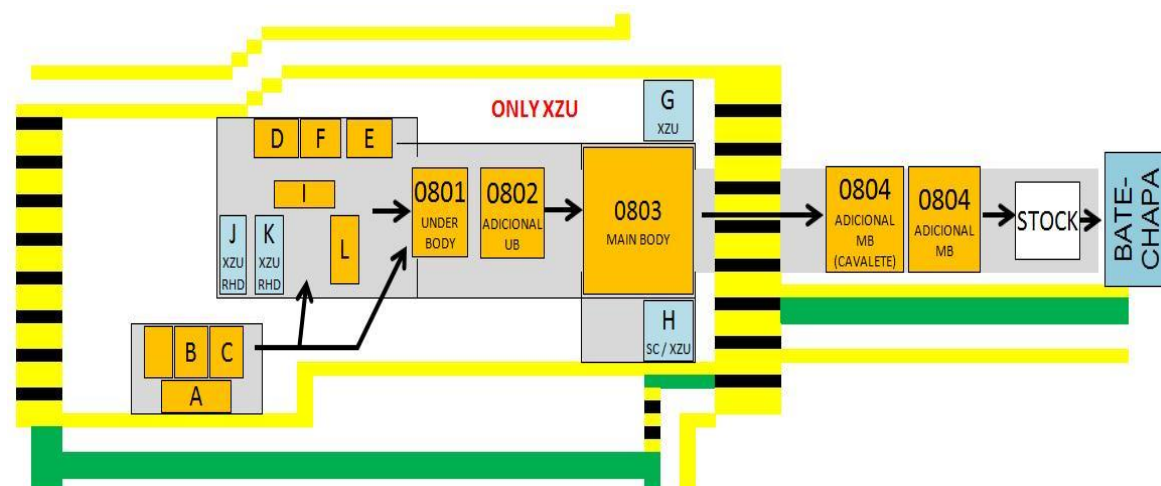 ONLY XZU
G
XZU
D
F
E
I
J
XZU
RHD
K
XZU
RHD
L
0801
UNDER
BODY
0802
ADICIONAL
UB
0803
MAIN BODY
H
SC / XZU
B
C
A
0804
ADICIONAL
MB
(CAVALETE)
0804
ADICIONAL
MB
STOCK
BATE-
CHAPA